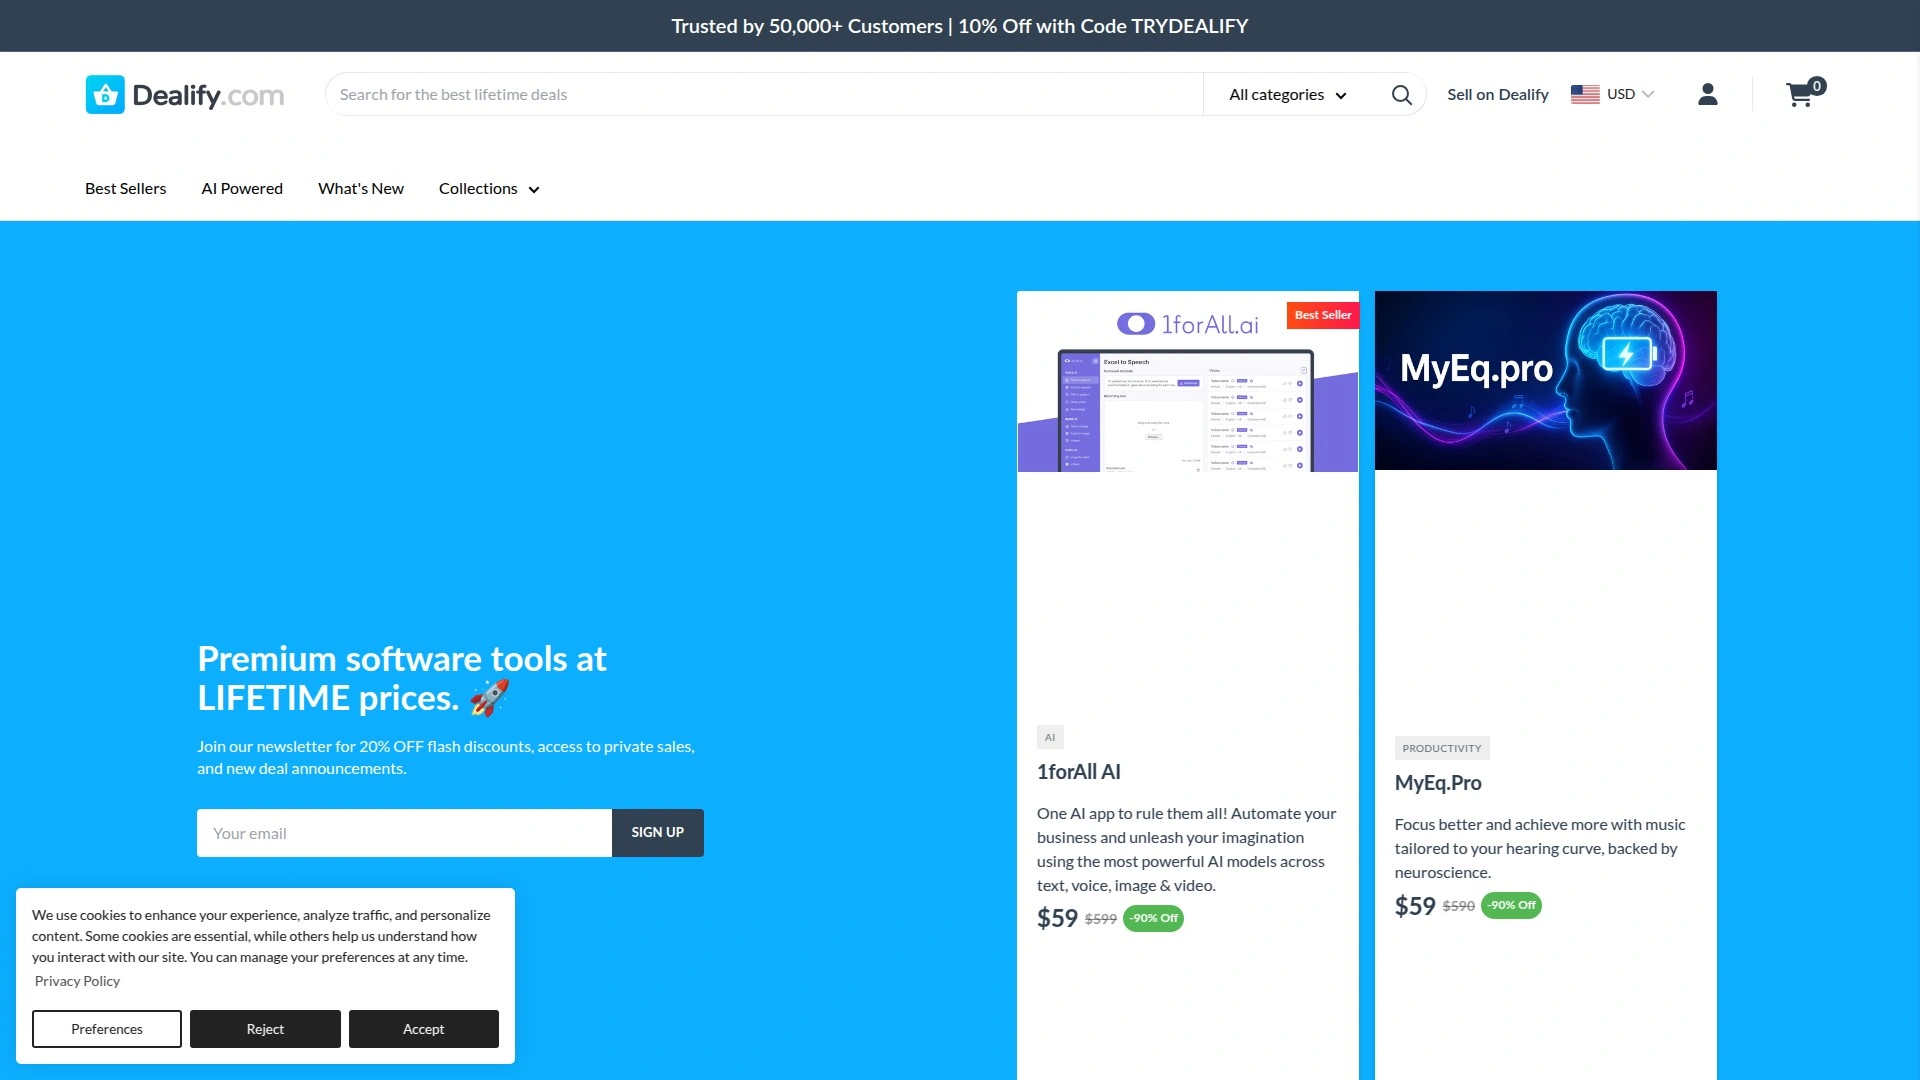 Trusted by 50,000+ Customers | 10% Off with Code TRYDEALIFY
Dealify.com
Search for the best lifetime deals
All categories
Sell on Dealify
USD
0
Best Sellers
AI Powered
What's New
Collections
Premium software tools at
LIFETIME prices. 🚀
Join our newsletter for 20% OFF flash discounts, access to private sales,
and new deal announcements.
Your email
SIGN UP
1forAll.ai
Best Seller
Excel to Speech
AI
1forAll AI
One AI app to rule them all! Automate your
business and unleash your imagination
using the most powerful AI models across
text, voice, image & video.
$59 $599 -90% Off
MyEq.pro
PRODUCTIVITY
MyEq.Pro
Focus better and achieve more with music
tailored to your hearing curve, backed by
neuroscience.
$59 $590 -90% Off
We use cookies to enhance your experience, analyze traffic, and personalize
content. Some cookies are essential, while others help us understand how
you interact with our site. You can manage your preferences at any time.
Privacy Policy
Preferences
Reject
Accept